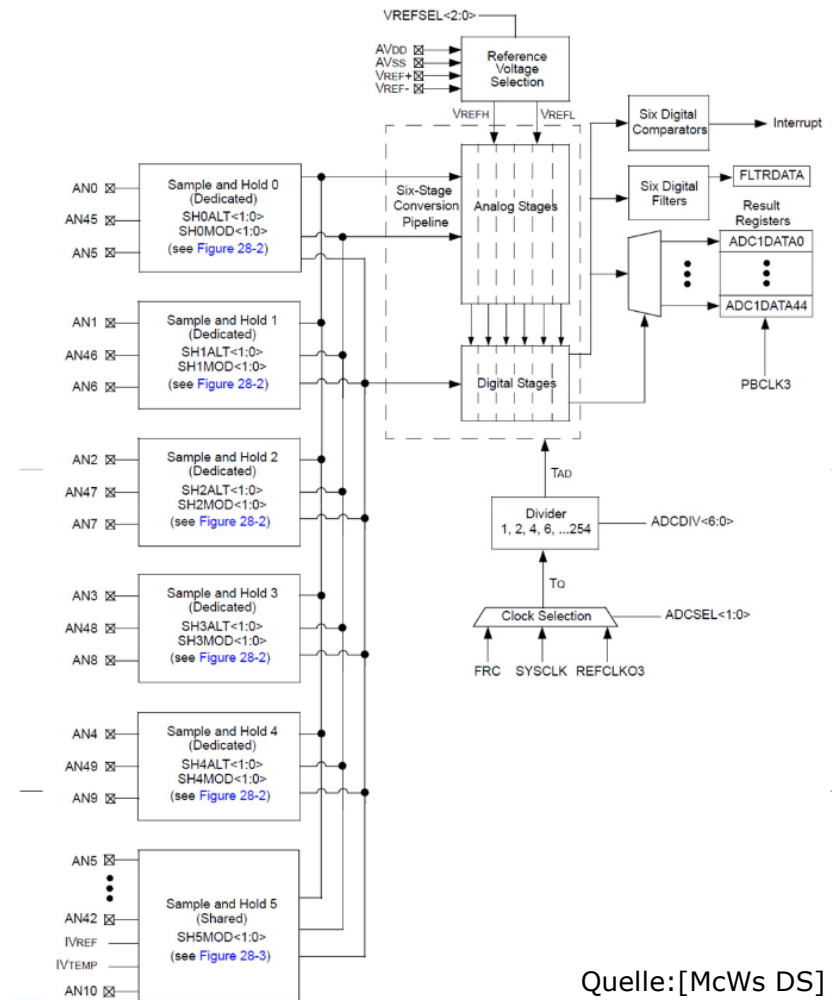 VREFSEL<2:0>
AVDD
AVSS
VREF+
VREF-
Reference
Voltage
Selection
VREFH
VREFL
Six-Stage
Conversion
Pipeline
Analog Stages
Digital Stages
Six Digital
Comparators
Interrupt
Six Digital
Filters
FLTRDATA
Result
Registers
ADC1DATA0
ADC1DATA44
PBCLK3
TAD
Divider
1, 2, 4, 6, ...254
ADCDIV<6:0>
TQ
Clock Selection
ADCSEL<1:0>
FRC
SYSCLK
REFCLKO3
AN0
AN45
AN5
Sample and Hold 0
(Dedicated)
SH0ALT<1:0>
SH0MOD<1:0>
(see Figure 28-2)
AN1
AN46
AN6
Sample and Hold 1
(Dedicated)
SH1ALT<1:0>
SH1MOD<1:0>
(see Figure 28-2)
AN2
AN47
AN7
Sample and Hold 2
(Dedicated)
SH2ALT<1:0>
SH2MOD<1:0>
(see Figure 28-2)
AN3
AN48
AN8
Sample and Hold 3
(Dedicated)
SH3ALT<1:0>
SH3MOD<1:0>
(see Figure 28-2)
AN4
AN49
AN9
Sample and Hold 4
(Dedicated)
SH4ALT<1:0>
SH4MOD<1:0>
(see Figure 28-2)
AN5
AN42
IVREF
IVTEMP
AN10
Sample and Hold 5
(Shared)
SH5MOD<1:0>
(see Figure 28-3)
Quelle:[McWs DS]